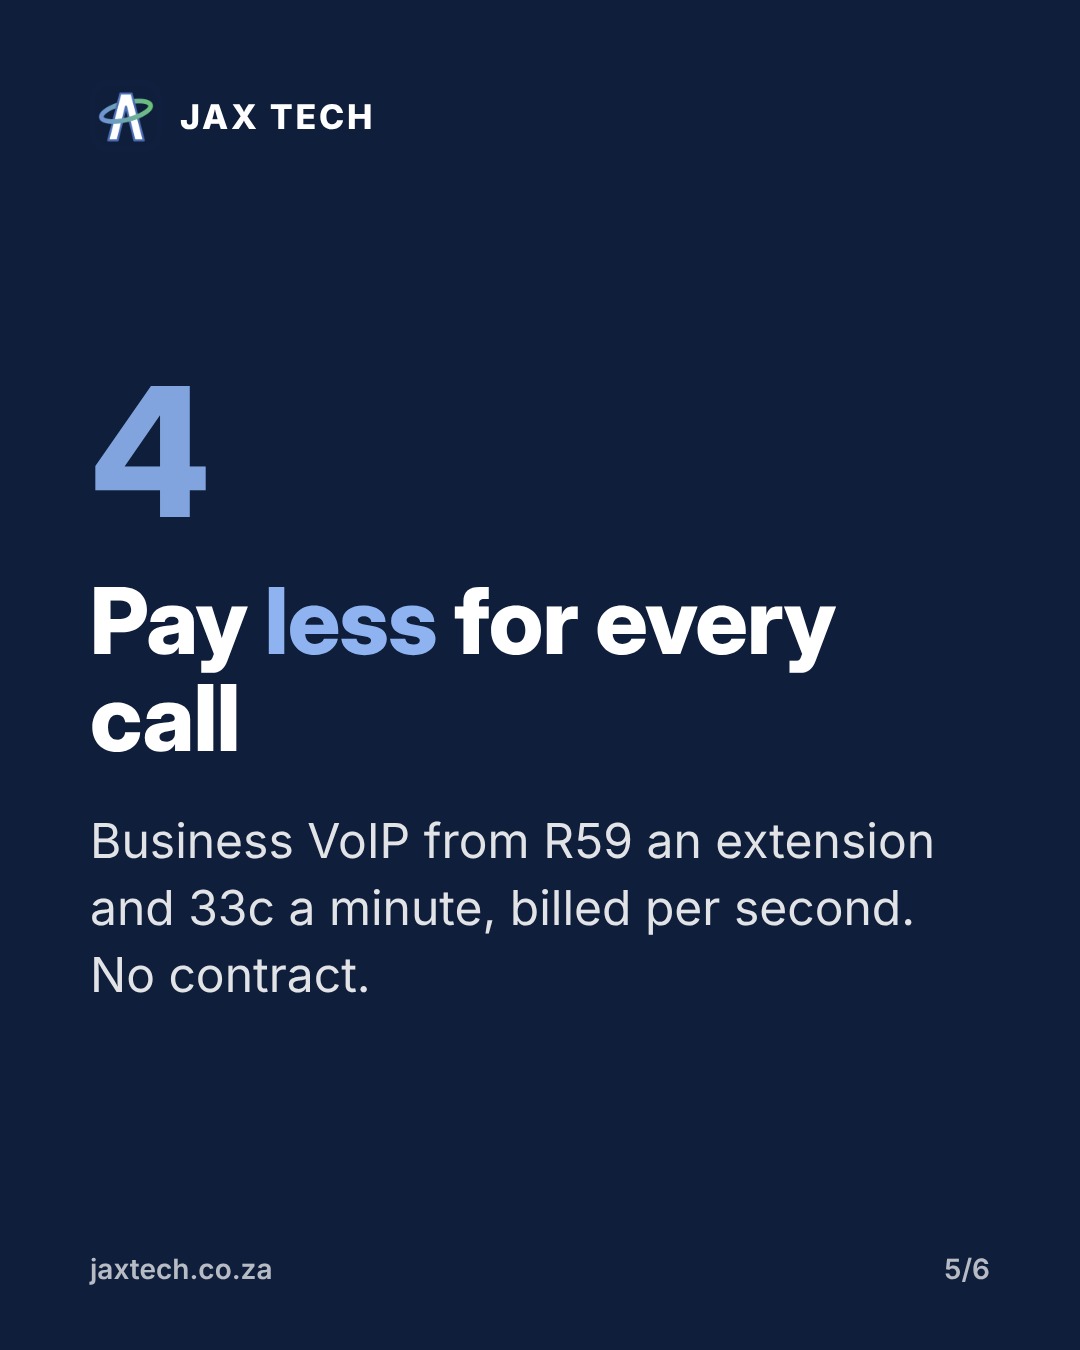 JAX TECH
4
Pay less for every
call
Business VoIP from R59 an extension
and 33c a minute, billed per second.
No contract.
jaxtech.co.za
5/6